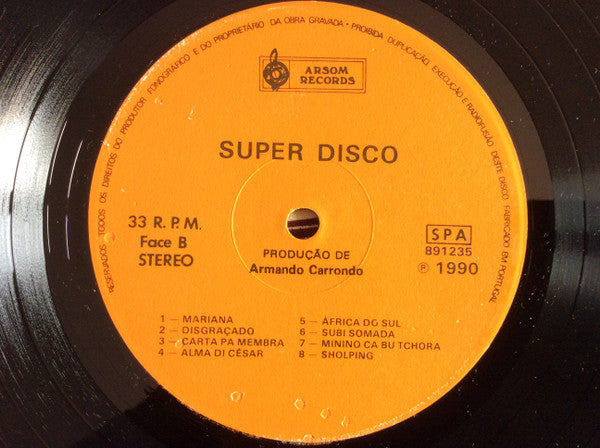 RESERVADOS TODOS OS DIREITOS DO PRODUTOR FONOGRÁFICO E DO PROPRIETÁRIO DA OBRA GRAVADA • PROIBIDA DUPLICAÇÃO, EXECUÇÃO E RADIOFUSÃO DESTE DISCO FABRICADO EM PORTUGAL
ARSOM
RECORDS
SUPER DISCO
33 R. P. M.
Face B
STEREO
PRODUÇÃO DE
Armando Carrondo
SPA
891235
℗ 1990
1 — MARIANA
2 — DISGRAÇADO
3 — CARTA PA MEMBRA
4 — ALMA DI CÉSAR
5 — ÁFRICA DO SUL
6 — SUBI SOMADA
7 — MININO CA BU TCHORA
8 — SHOLPING